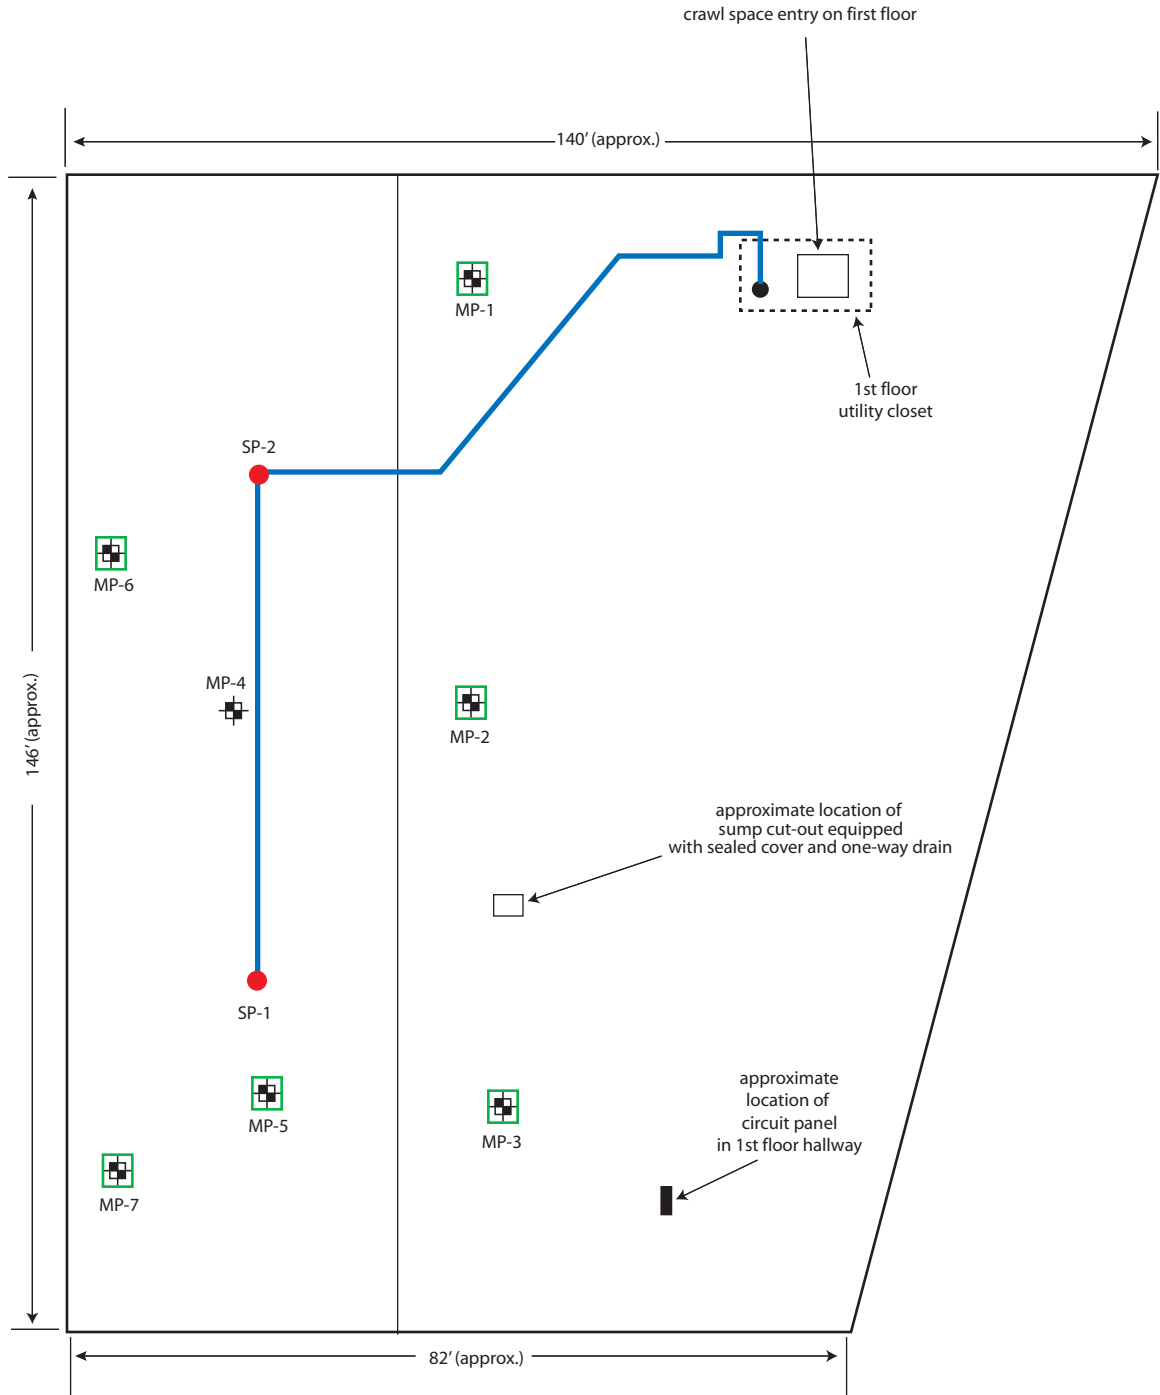 crawl space entry on first floor
140’ (approx.)
MP-1
1st floor
utility closet
SP-2
MP-6
MP-4
146’ (approx.)
MP-2
approximate location of
sump cut-out equipped
with sealed cover and one-way drain
SP-1
approximate
location of
circuit panel
in 1st floor hallway
MP-5
MP-3
MP-7
82’ (approx.)